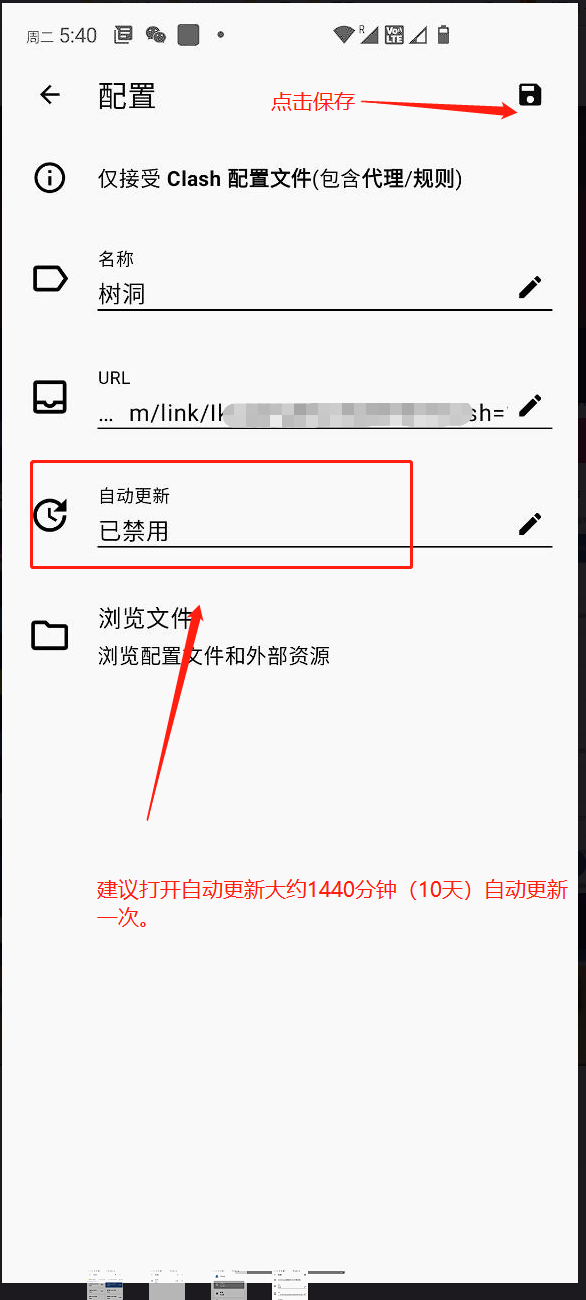 周二 5:40
配置
点击保存
仅接受 Clash 配置文件(包含代理/规则)
名称
树洞
URL
... m/link/Ik sh=
自动更新
已禁用
浏览文件
浏览配置文件和外部资源
建议打开自动更新大约1440分钟（10天）自动更新
一次。